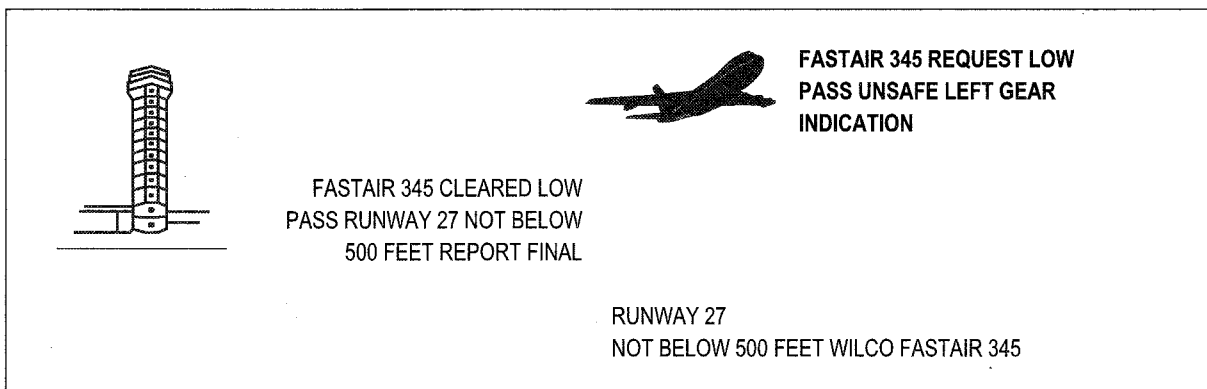 FASTAIR 345 REQUEST LOW
PASS UNSAFE LEFT GEAR
INDICATION
FASTAIR 345 CLEARED LOW
PASS RUNWAY 27 NOT BELOW
500 FEET REPORT FINAL
RUNWAY 27
NOT BELOW 500 FEET WILCO FASTAIR 345